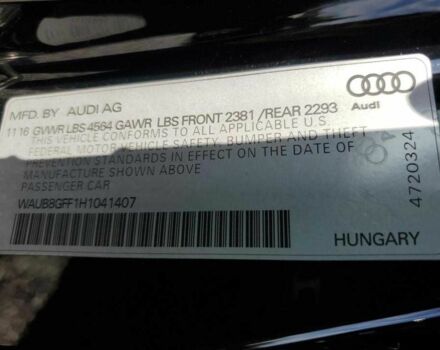 MFD. BY AUDI AG
11 16 GVWR LBS 4564 GAWR LBS FRONT 2381 /REAR 2293
THIS VEHICLE CONFORMS TO ALL APPLICABLE U.S.
FEDERAL MOTOR VEHICLE SAFETY, BUMPER, AND THEFT
PREVENTION STANDARDS IN EFFECT ON THE DATE OF
MANUFACTURE SHOWN ABOVE
PASSENGER CAR
WAUB8GFF1H1041407
Audi
4720324
HUNGARY